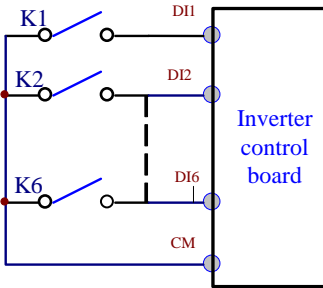 K1
DI1
K2
DI2
Inverter
control
board
K6
DI6
CM